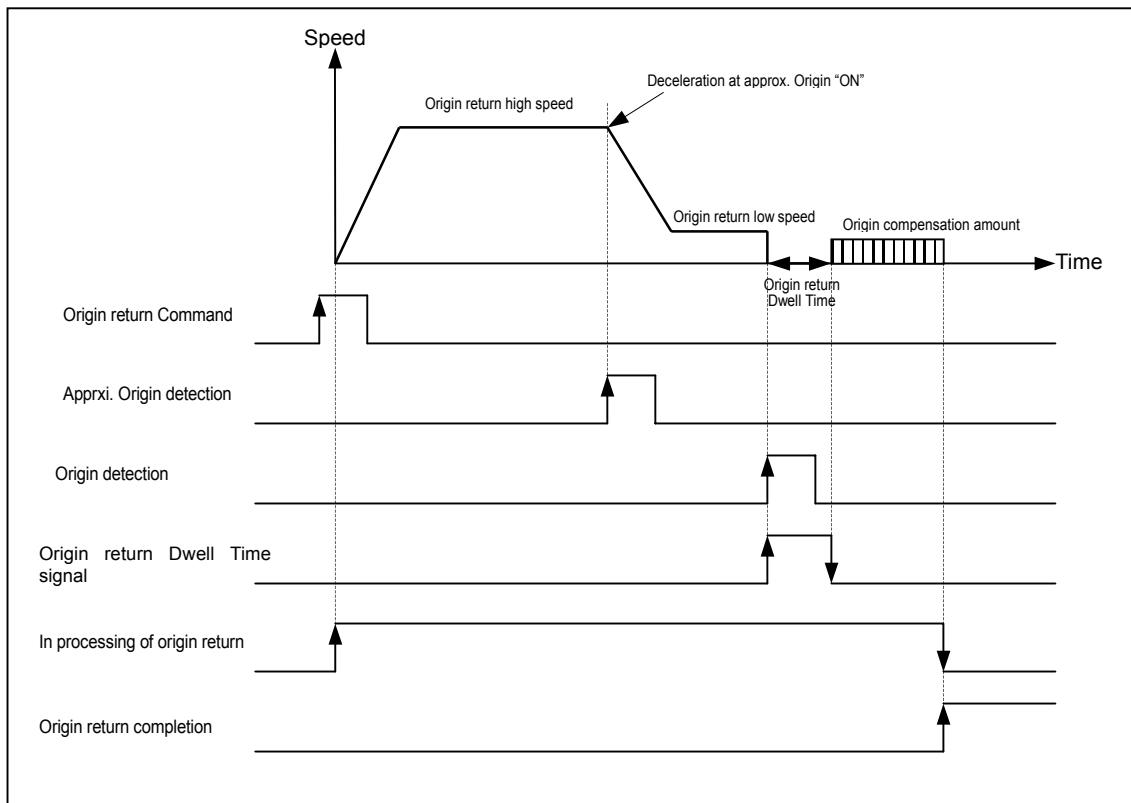 Speed
Deceleration at approx. Origin “ON”
Origin return high speed
Origin return low speed
Origin compensation amount
Time
Origin return
Dwell Time
Origin return Command
Apprxi. Origin detection
Origin detection
Origin return Dwell Time
signal
In processing of origin return
Origin return completion